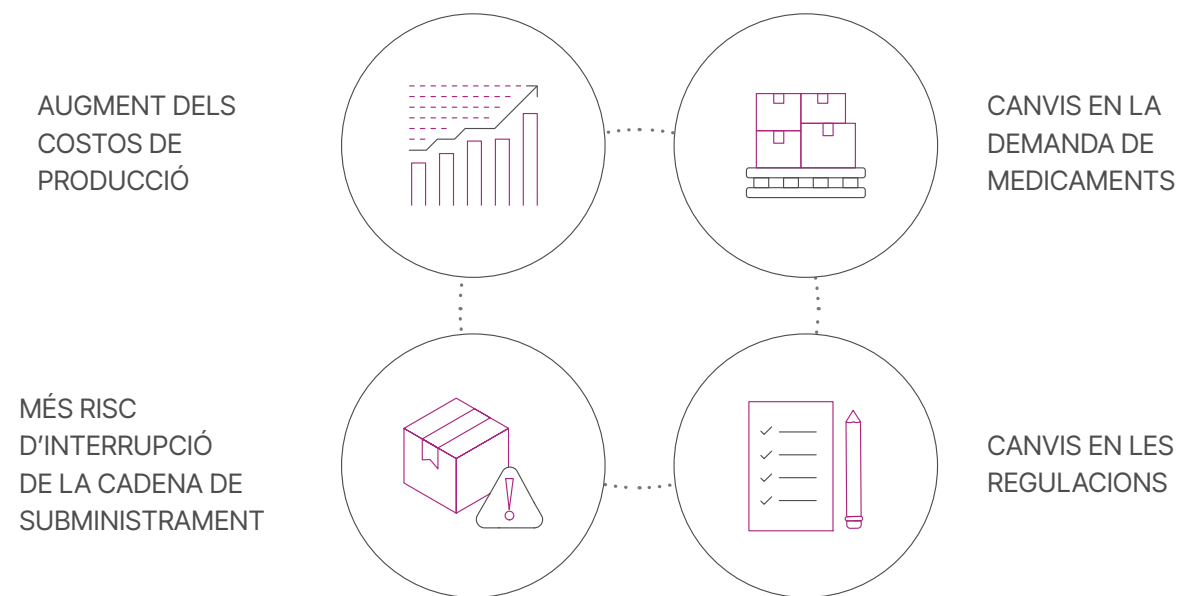 AUGMENT DELS
COSTOS DE
PRODUCCIÓ
CANVIS EN LA
DEMANDA DE
MEDICAMENTS
MÉS RISC
D’INTERRUPCIÓ
DE LA CADENA DE
SUBMINISTRAMENT
CANVIS EN LES
REGULACIONS